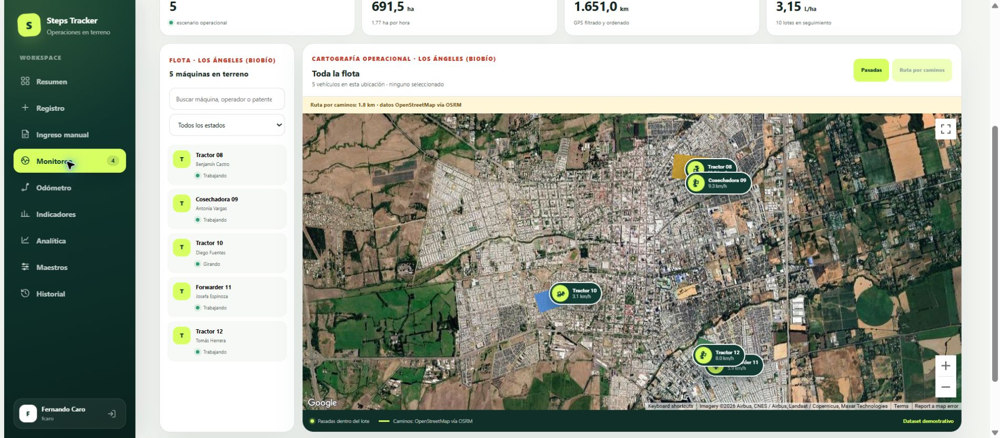 S
Steps Tracker
Operaciones en terreno
WORKSPACE
Resumen
Registro
Ingreso manual
Monitoreo
4
Odómetro
Indicadores
Analítica
Maestros
Historial
F
Fernando Caro
fcaro
5
escenario operacional
691,5 ha
1,77 ha por hora
1.651,0 km
GPS filtrado y ordenado
3,15 L/ha
10 lotes en seguimiento
FLOTA · LOS ÁNGELES (BIOBÍO)
5 máquinas en terreno
Buscar máquina, operador o patente
Todos los estados
T
Tractor 08
Benjamín Castro
Trabajando
T
Cosechadora 09
Antonia Vargas
Trabajando
T
Tractor 10
Diego Fuentes
Girando
T
Forwarder 11
Josefa Espinoza
Trabajando
T
Tractor 12
Tomás Herrera
Trabajando
CARTOGRAFÍA OPERACIONAL · LOS ÁNGELES (BIOBÍO)
Toda la flota
5 vehículos en esta ubicación · ninguno seleccionado
Pasadas
Ruta por caminos
Ruta por caminos: 1.8 km · datos OpenStreetMap vía OSRM
Tractor 08
Cosechadora 09
9.3 km/h
Tractor 10
3.1 km/h
Tractor 12
8.0 km/h
rder 11
5.9 km/h
Google
Keyboard shortcuts
Imagery ©2026 Airbus, CNES / Airbus, Landsat / Copernicus, Maxar Technologies
Terms
Report a map error
Pasadas dentro del lote
Caminos: OpenStreetMap vía OSRM
Dataset demostrativo